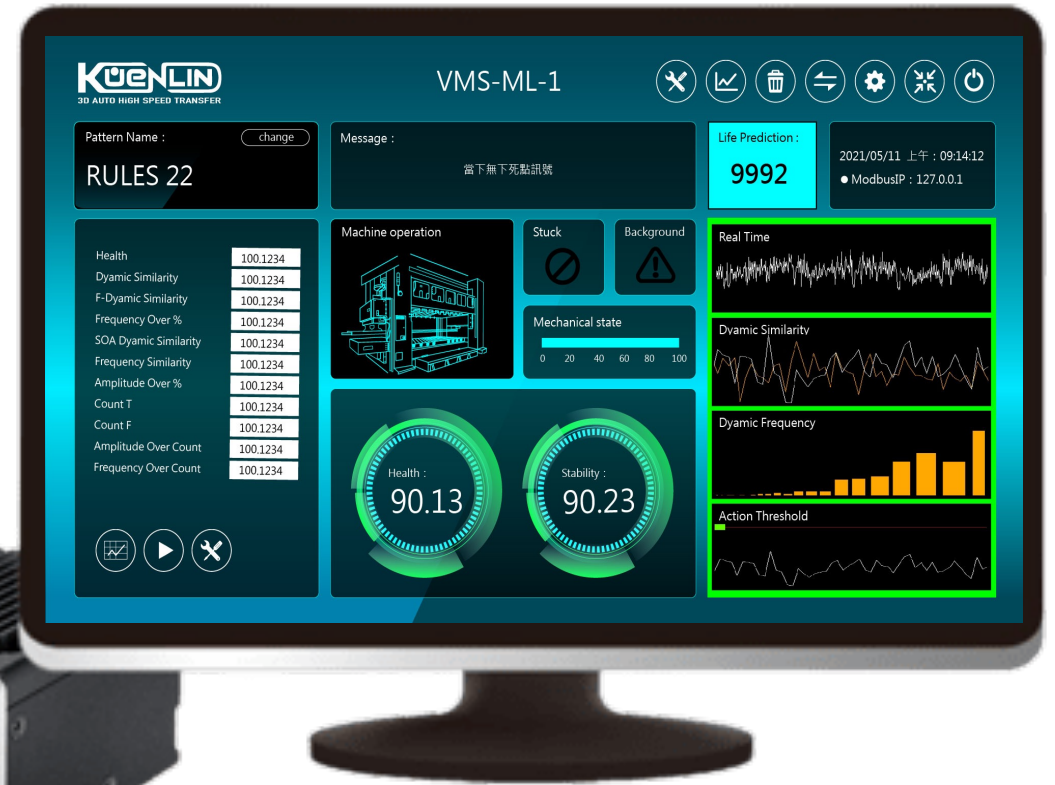 KÜENLIN
3D AUTO HIGH SPEED TRANSFER
VMS-ML-1
Pattern Name :
change
RULES 22
Message :
當下無下死點訊號
Life Prediction :
9992
2021/05/11 上午：09:14:12
ModbusIP：127.0.0.1
Health 100.1234
Dyamic Similarity 100.1234
F-Dyamic Similarity 100.1234
Frequency Over % 100.1234
SOA Dyamic Similarity 100.1234
Frequency Similarity 100.1234
Amplitude Over % 100.1234
Count T 100.1234
Count F 100.1234
Amplitude Over Count 100.1234
Frequency Over Count 100.1234
Machine operation
Stuck
Background
Mechanical state
0 20 40 60 80 100
Health :
90.13
Stability :
90.23
Real Time
Dyamic Similarity
Dyamic Frequency
Action Threshold